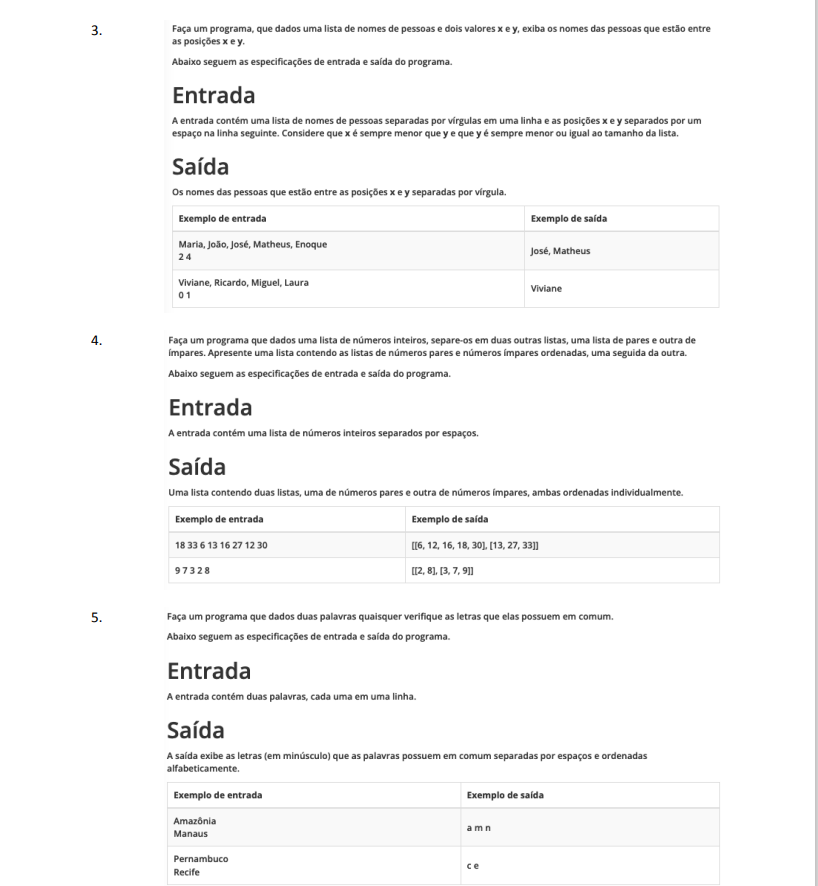 3.
Faça um programa, que dados uma lista de nomes de pessoas e dois valores x e y, exiba os nomes das pessoas que estão entre
as posições x e y.
Abaixo seguem as especificações de entrada e saída do programa.
Entrada
A entrada contém uma lista de nomes de pessoas separadas por vírgulas em uma linha e as posições x e y separados por um
espaço na linha seguinte. Considere que x é sempre menor que y e que y é sempre menor ou igual ao tamanho da lista.
Saída
Os nomes das pessoas que estão entre as posições x e y separadas por vírgula.
Exemplo de entrada Exemplo de saída
Maria, João, José, Matheus, Enoque
2 4
José, Matheus
Viviane, Ricardo, Miguel, Laura
0 1
Viviane
4.
Faça um programa que dados uma lista de números inteiros, separe-os em duas outras listas, uma lista de pares e outra de
ímpares. Apresente uma lista contendo as listas de números pares e números ímpares ordenadas, uma seguida da outra.
Abaixo seguem as especificações de entrada e saída do programa.
Entrada
A entrada contém uma lista de números inteiros separados por espaços.
Saída
Uma lista contendo duas listas, uma de números pares e outra de números ímpares, ambas ordenadas individualmente.
Exemplo de entrada Exemplo de saída
18 33 6 13 16 27 12 30 [[6, 12, 16, 18, 30], [13, 27, 33]]
9 7 3 2 8 [[2, 8], [3, 7, 9]]
5.
Faça um programa que dados duas palavras quaisquer verifique as letras que elas possuem em comum.
Abaixo seguem as especificações de entrada e saída do programa.
Entrada
A entrada contém duas palavras, cada uma em uma linha.
Saída
A saída exibe as letras (em minúsculo) que as palavras possuem em comum separadas por espaços e ordenadas
alfabeticamente.
Exemplo de entrada Exemplo de saída
Amazônia
Manaus
a m n
Pernambuco
Recife
c e